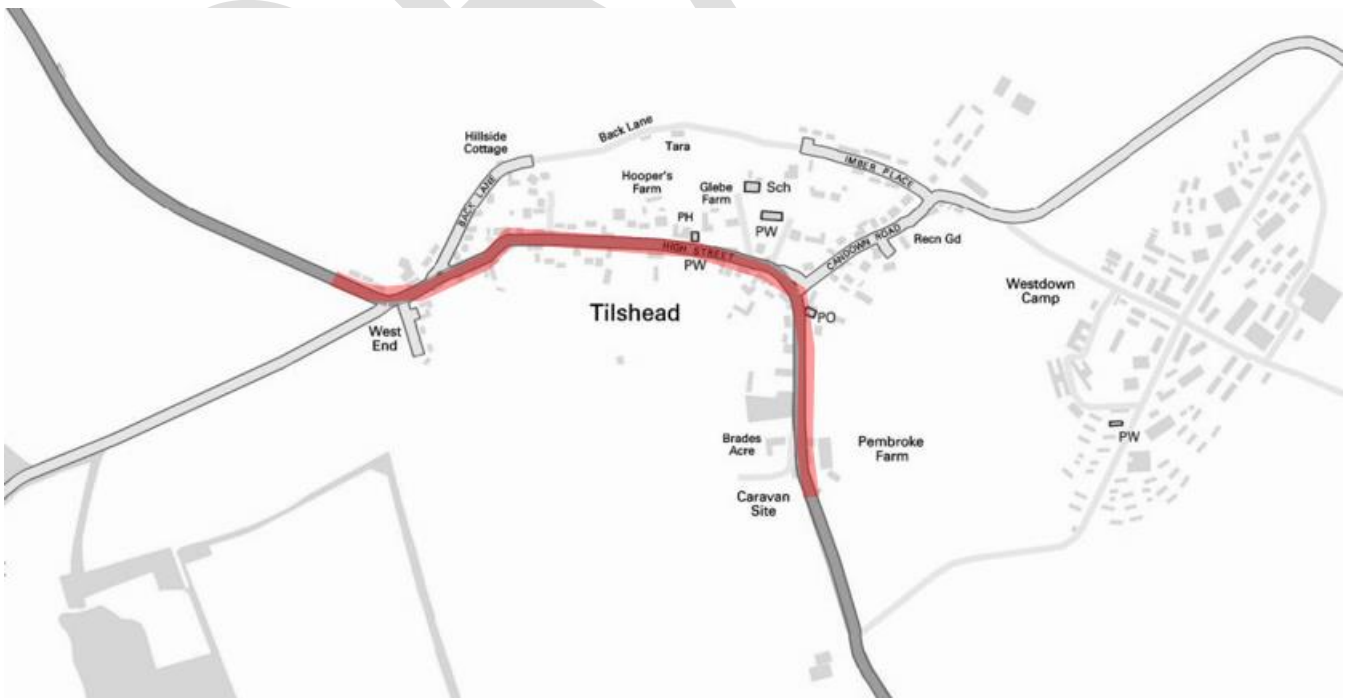 Back Lane
Hillside
Cottage
Tara
IMBER PLACE
Hooper's
Farm
Glebe
Farm
Sch
BACK LANE
PH
PW
HIGH STREET
PW
CANDOWN ROAD
Recn Gd
Westdown
Camp
Tilshead
PO
West
End
Brades
Acre
Pembroke
Farm
PW
Caravan
Site